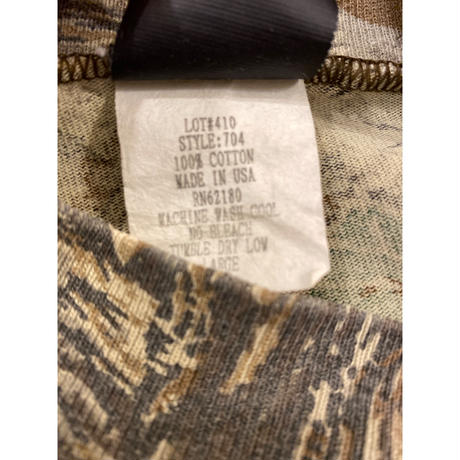 LOT#410
STYLE:704
100% COTTON
MADE IN USA
RN62180
MACHINE WASH COOL
NO BLEACH
TUMBLE DRY LOW
LARGE